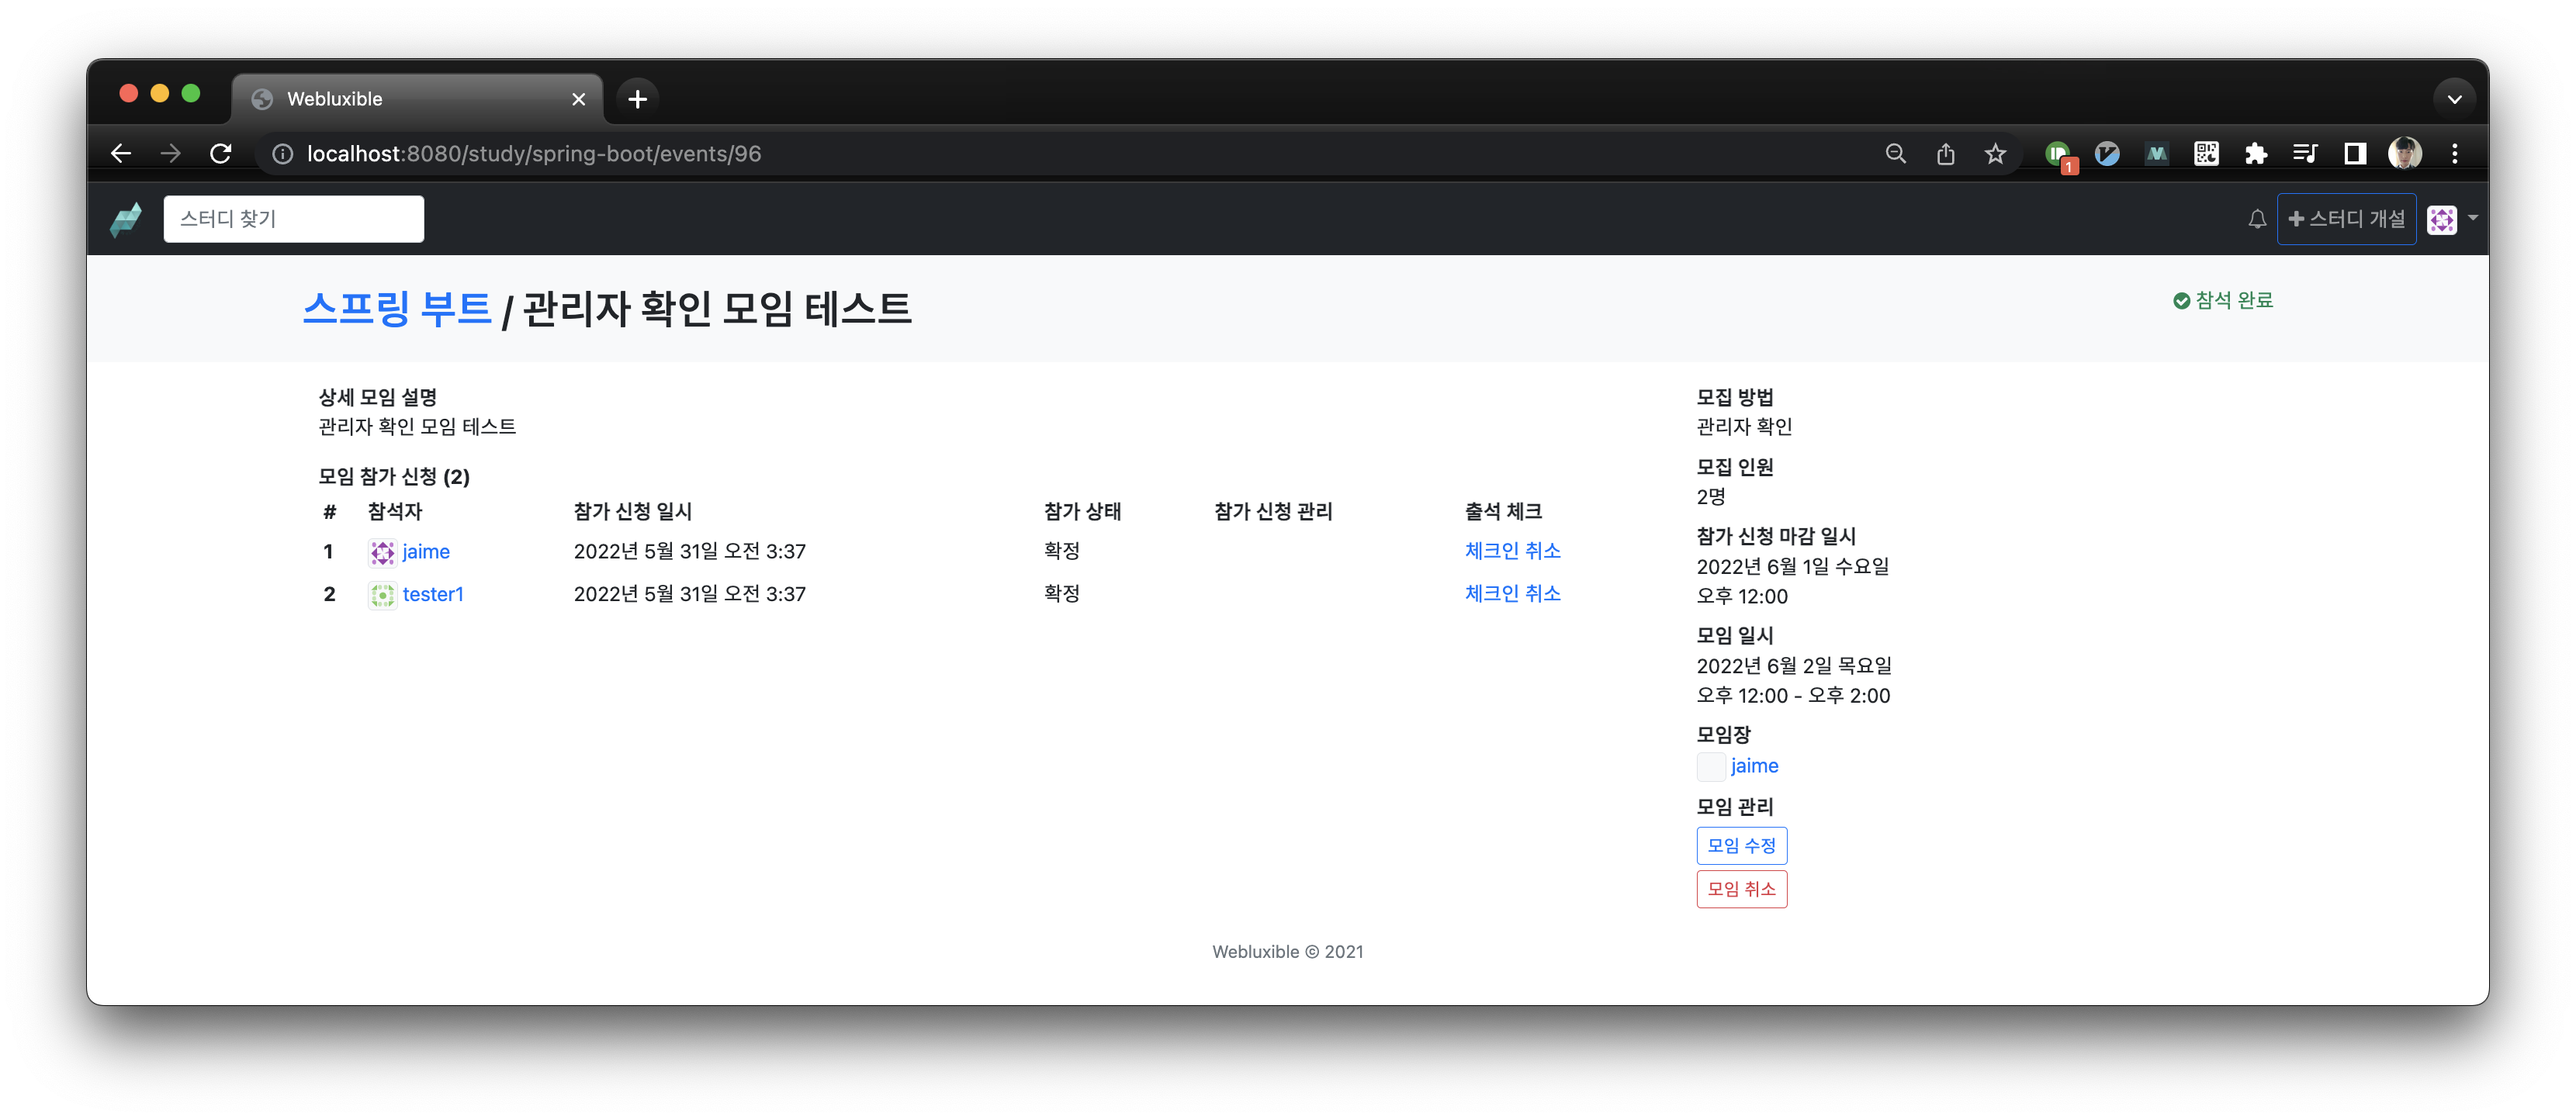 Webluxible
localhost:8080/study/spring-boot/events/96
1
스터디 찾기
스터디 개설
스프링 부트 / 관리자 확인 모임 테스트
참석 완료
상세 모임 설명
관리자 확인 모임 테스트
모임 참가 신청 (2)
# 참석자 참가 신청 일시 참가 상태 참가 신청 관리 출석 체크
1 jaime 2022년 5월 31일 오전 3:37 확정 체크인 취소
2 tester1 2022년 5월 31일 오전 3:37 확정 체크인 취소
모집 방법
관리자 확인
모집 인원
2명
참가 신청 마감 일시
2022년 6월 1일 수요일
오후 12:00
모임 일시
2022년 6월 2일 목요일
오후 12:00 - 오후 2:00
모임장
jaime
모임 관리
모임 수정
모임 취소
Webluxible © 2021